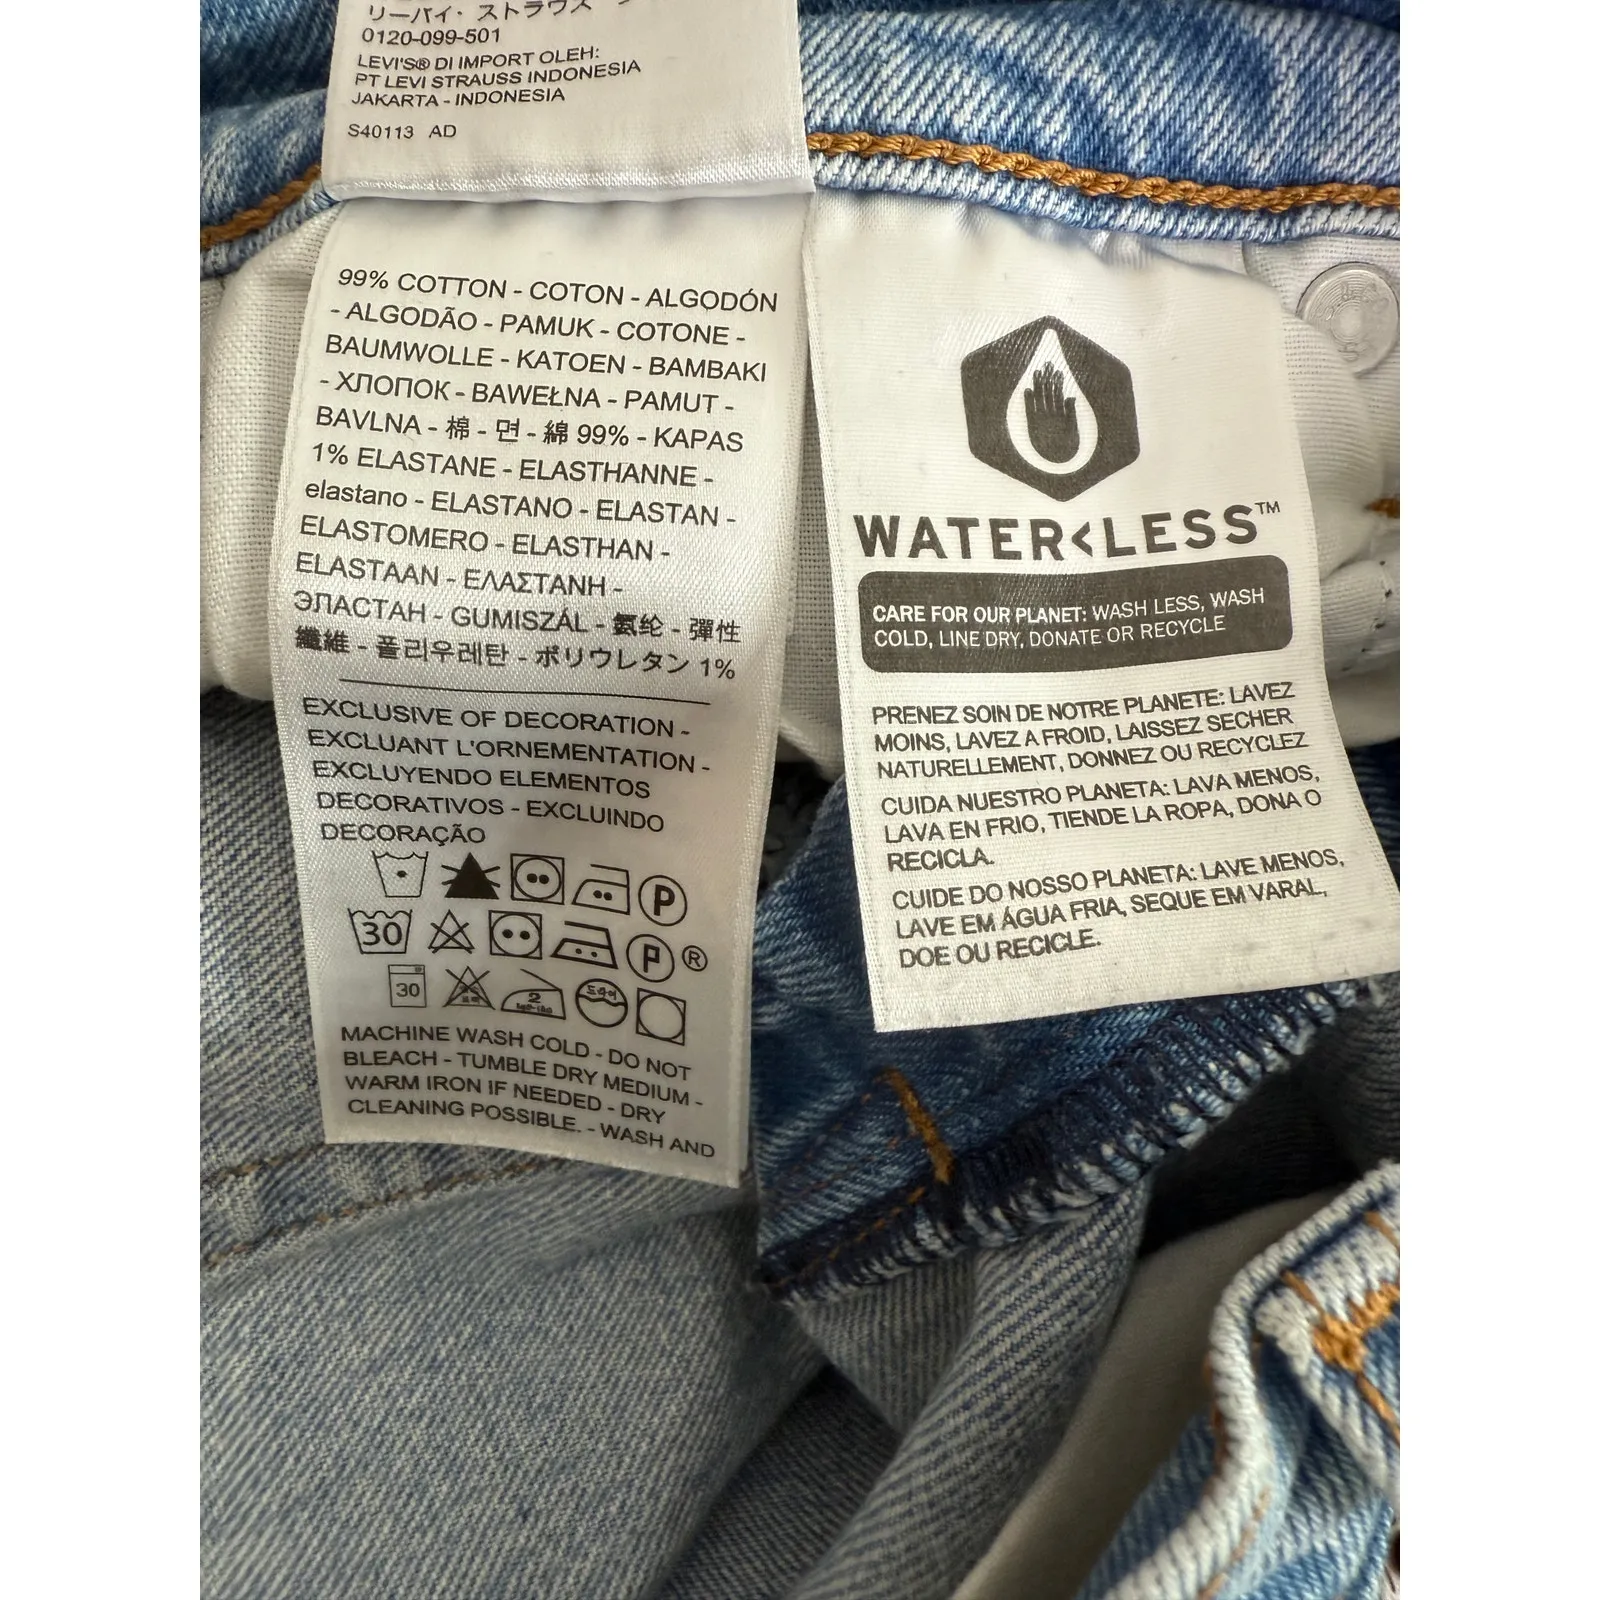 リーバイ・ストラウス
0120-099-501
LEVI'S® DI IMPORT OLEH:
PT LEVI STRAUSS INDONESIA
JAKARTA - INDONESIA
S40113 AD
99% COTTON - COTON - ALGODÓN
- ALGODÃO - PAMUK - COTONE -
BAUMWOLLE - KATOEN - BAMBAKI
- ХЛОПОК - BAWEŁNA - PAMUT -
BAVLNA - 棉 - 면 - 綿 99% - KAPAS
1% ELASTANE - ELASTHANNE -
elastano - ELASTANO - ELASTAN -
ELASTOMERO - ELASTHAN -
ELASTAAN - ΕΛΑΣΤΑΝΗ -
ЭЛАСТАН - GUMISZÁL - 氨纶 - 彈性
纖維 - 폴리우레탄 - ポリウレタン 1%
EXCLUSIVE OF DECORATION -
EXCLUANT L'ORNEMENTATION -
EXCLUYENDO ELEMENTOS
DECORATIVOS - EXCLUINDO
DECORAÇÃO
P
30 P ®
30 2 드라이
MACHINE WASH COLD - DO NOT
BLEACH - TUMBLE DRY MEDIUM -
WARM IRON IF NEEDED - DRY
CLEANING POSSIBLE. - WASH AND
WATER<LESS™
CARE FOR OUR PLANET: WASH LESS, WASH
COLD, LINE DRY, DONATE OR RECYCLE
PRENEZ SOIN DE NOTRE PLANETE: LAVEZ
MOINS, LAVEZ A FROID, LAISSEZ SECHER
NATURELLEMENT, DONNEZ OU RECYCLEZ
CUIDA NUESTRO PLANETA: LAVA MENOS,
LAVA EN FRIO, TIENDE LA ROPA, DONA O
RECICLA.
CUIDE DO NOSSO PLANETA: LAVE MENOS,
LAVE EM ÁGUA FRIA, SEQUE EM VARAL,
DOE OU RECICLE.